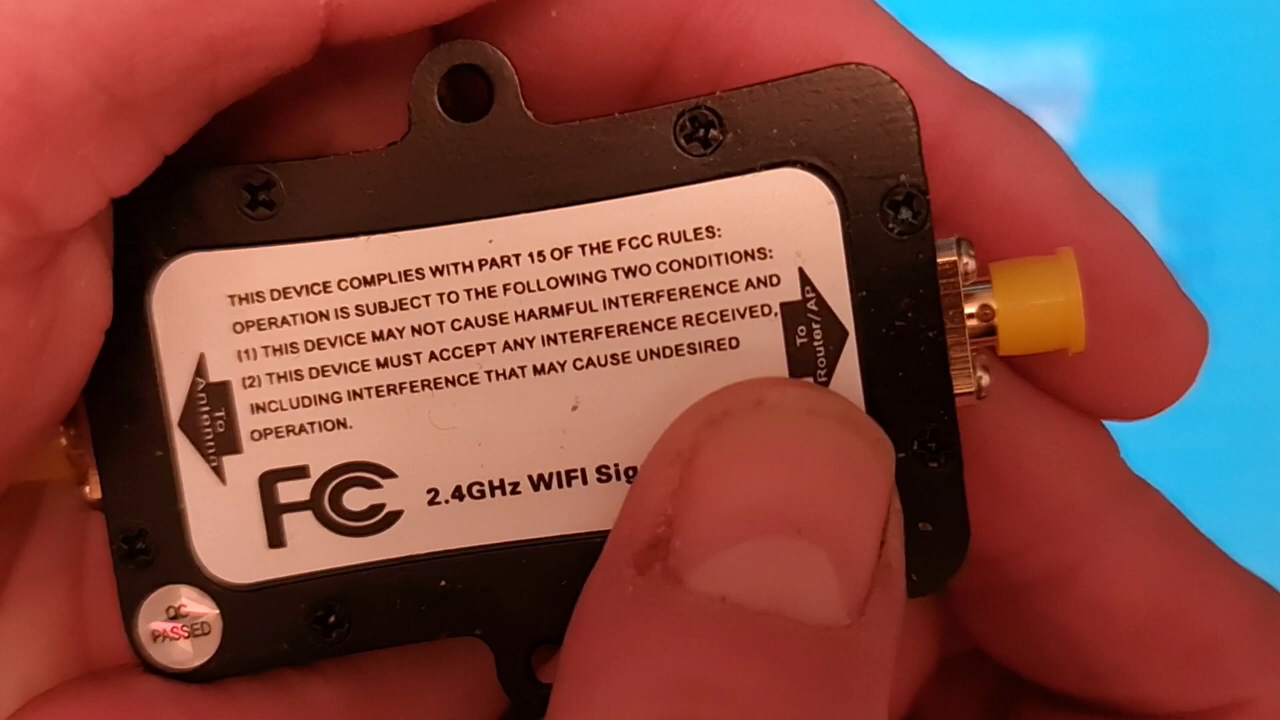 THIS DEVICE COMPLIES WITH PART 15 OF THE FCC RULES:
OPERATION IS SUBJECT TO THE FOLLOWING TWO CONDITIONS:
(1) THIS DEVICE MAY NOT CAUSE HARMFUL INTERFERENCE AND
(2) THIS DEVICE MUST ACCEPT ANY INTERFERENCE RECEIVED,
INCLUDING INTERFERENCE THAT MAY CAUSE UNDESIRED
OPERATION.
To
Antenna
To
Router/AP
FC
2.4GHz WIFI Sig
QC
PASSED